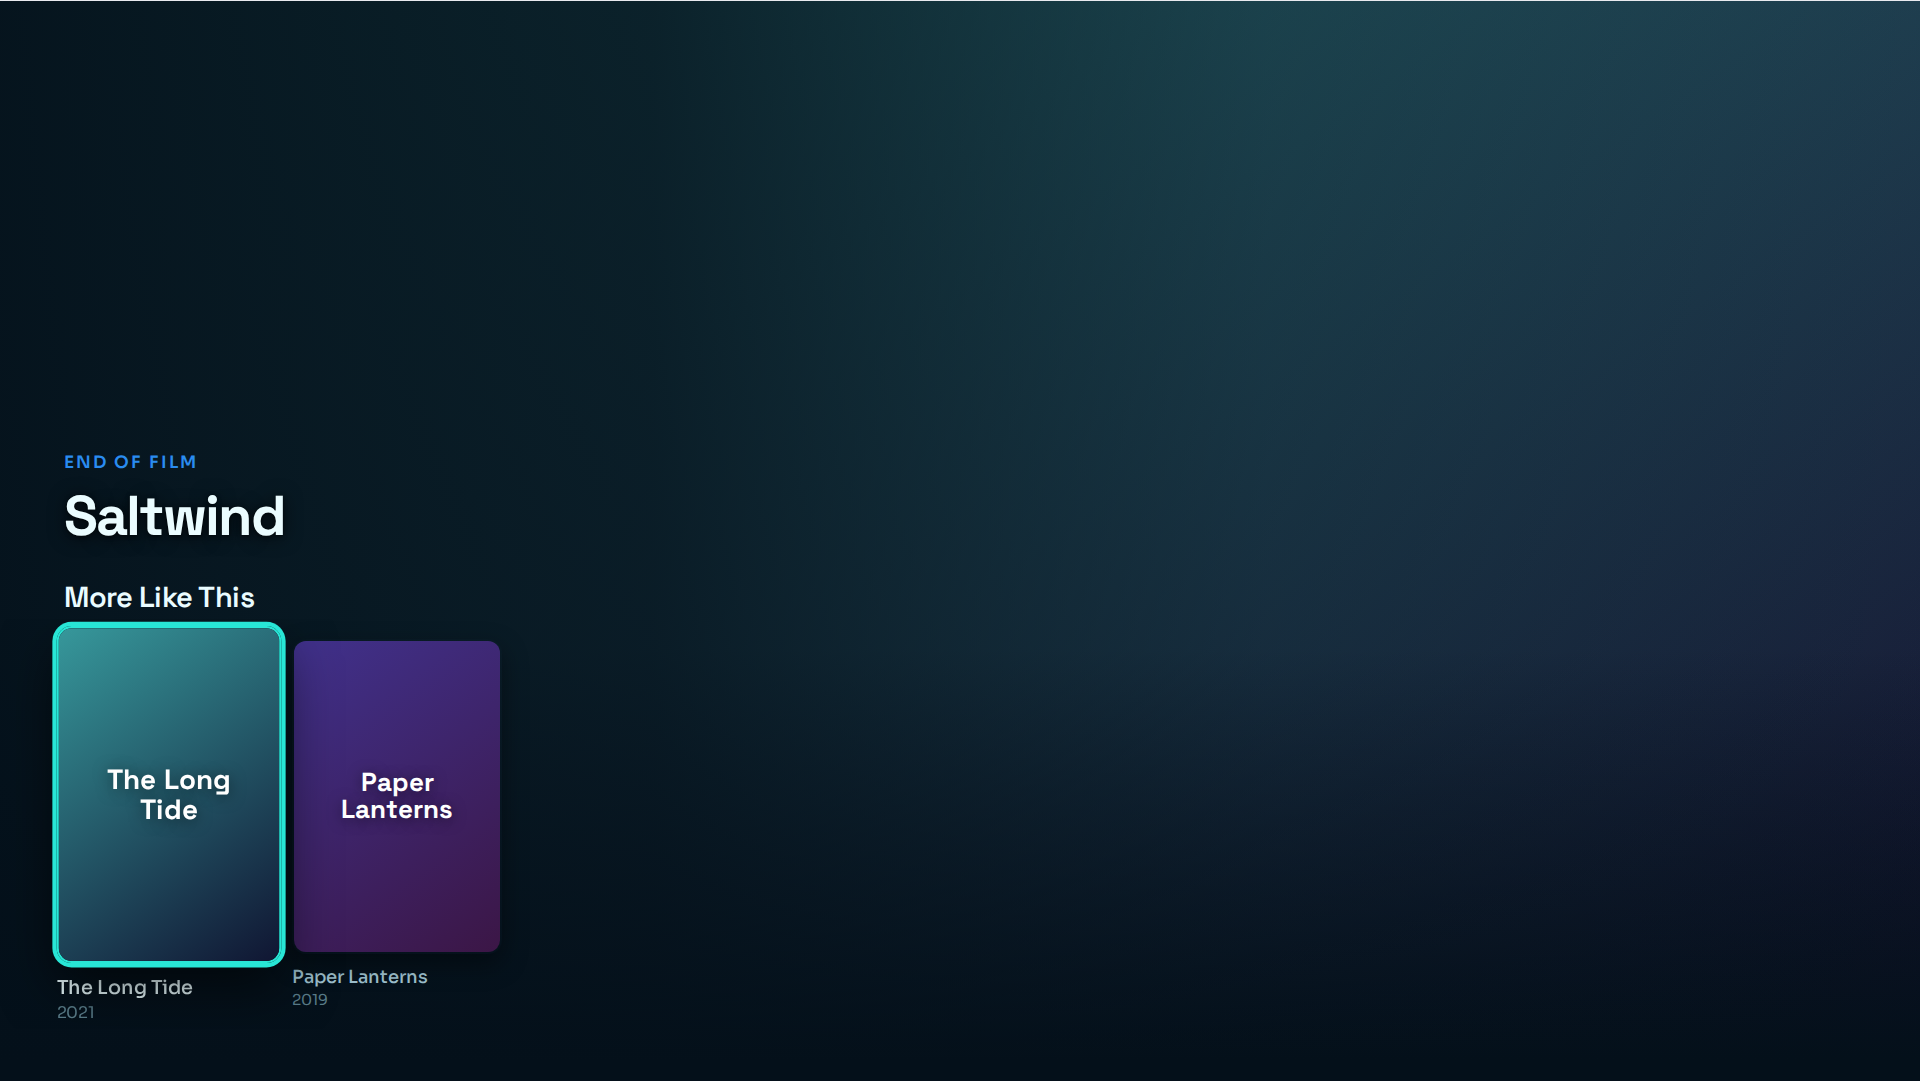 END OF FILM
Saltwind
More Like This
The Long
Tide
The Long Tide
2021
Paper
Lanterns
Paper Lanterns
2019